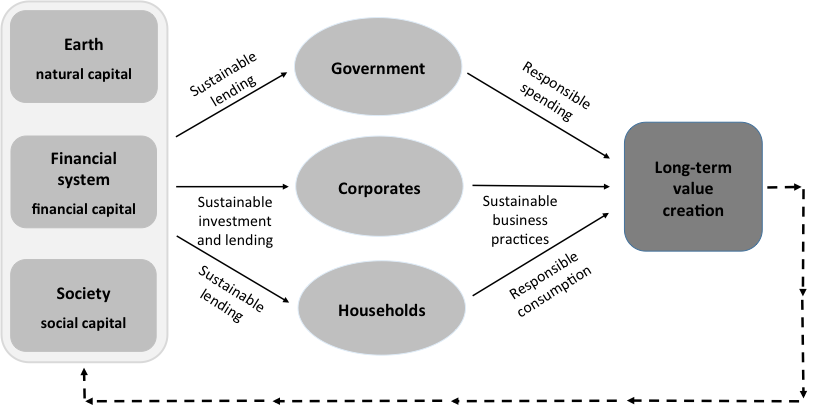 Earth
natural capital
Financial
system
financial capital
Society
social capital
Sustainable
lending
Sustainable
investment
and lending
Sustainable
lending
Government
Corporates
Households
Responsible
spending
Sustainable
business
practices
Responsible
consumption
Long-term
value
creation